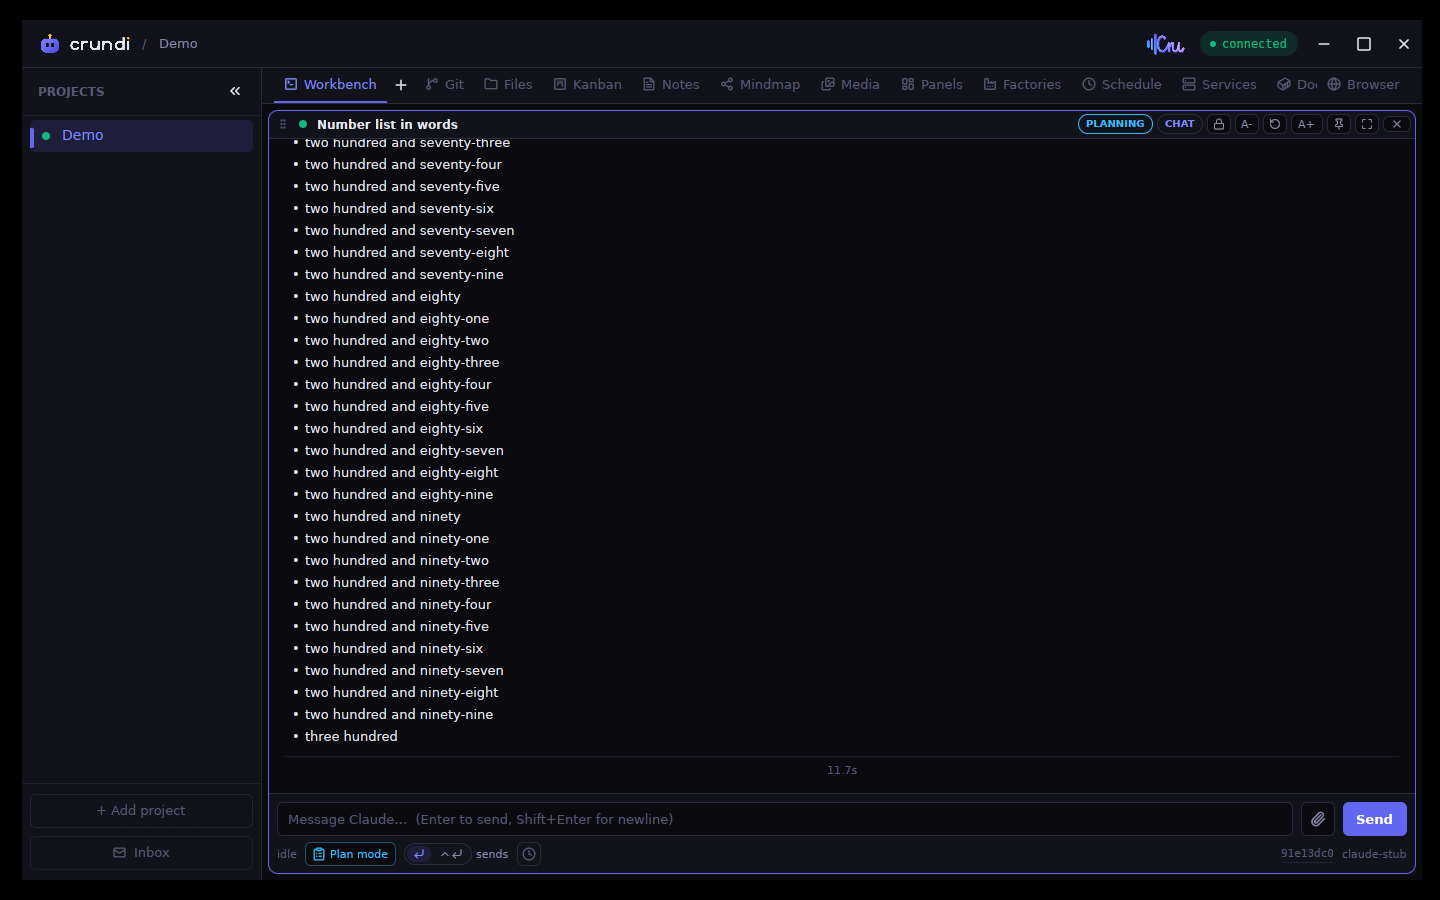 crundi / Demo
Cru
connected
PROJECTS
Workbench
Git
Files
Kanban
Notes
Mindmap
Media
Panels
Factories
Schedule
Services
Browser
Demo
Number list in words
PLANNING
CHAT
A-
A+
• two hundred and seventy-three
• two hundred and seventy-four
• two hundred and seventy-five
• two hundred and seventy-six
• two hundred and seventy-seven
• two hundred and seventy-eight
• two hundred and seventy-nine
• two hundred and eighty
• two hundred and eighty-one
• two hundred and eighty-two
• two hundred and eighty-three
• two hundred and eighty-four
• two hundred and eighty-five
• two hundred and eighty-six
• two hundred and eighty-seven
• two hundred and eighty-eight
• two hundred and eighty-nine
• two hundred and ninety
• two hundred and ninety-one
• two hundred and ninety-two
• two hundred and ninety-three
• two hundred and ninety-four
• two hundred and ninety-five
• two hundred and ninety-six
• two hundred and ninety-seven
• two hundred and ninety-eight
• two hundred and ninety-nine
• three hundred
11.7s
+ Add project
Inbox
Message Claude... (Enter to send, Shift+Enter for newline)
Send
idle
Plan mode
sends
91e13dc0
claude-stub